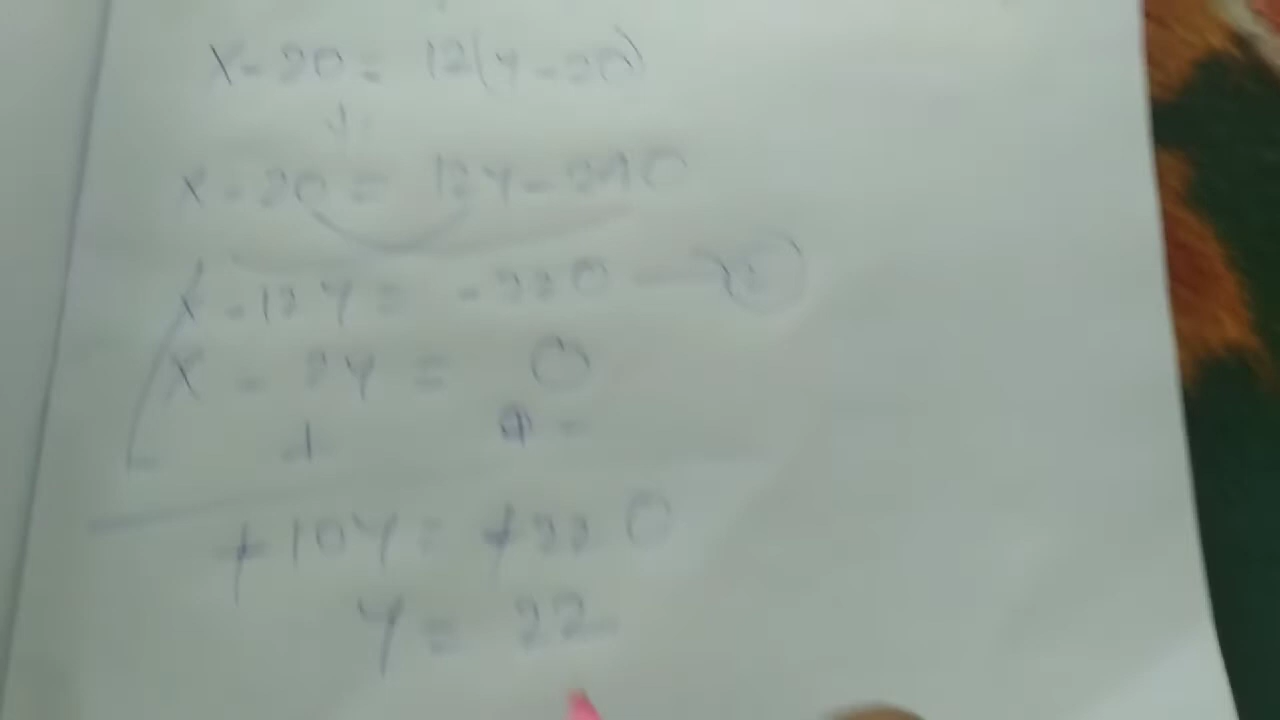 x - 20 = 12(y - 20)
x - 20 = 12y - 240
x - 12y = - 220
x - 2y = 0
+ -
+10y = +220
y = 22